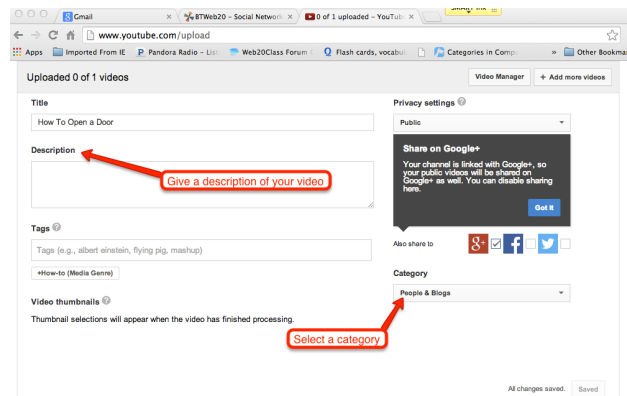 Gmail
BTWeb20 – Social Network
0 of 1 uploaded – YouTub
www.youtube.com/upload
Apps Imported From IE Pandora Radio – List Web20Class Forum Flash cards, vocabul Categories in Comp » Other Bookma
Uploaded 0 of 1 videos
Video Manager
+ Add more videos
Title
How To Open a Door
Description
Give a description of your video
Tags
Tags (e.g., albert einstein, flying pig, mashup)
+How-to (Media Genre)
Video thumbnails
Thumbnail selections will appear when the video has finished processing.
Privacy settings
Public
Share on Google+
Your channel is linked with Google+, so
your public videos will be shared on
Google+ as well. You can disable sharing
here.
Got it
Also share to
Category
People & Blogs
Select a category
All changes saved.
Saved